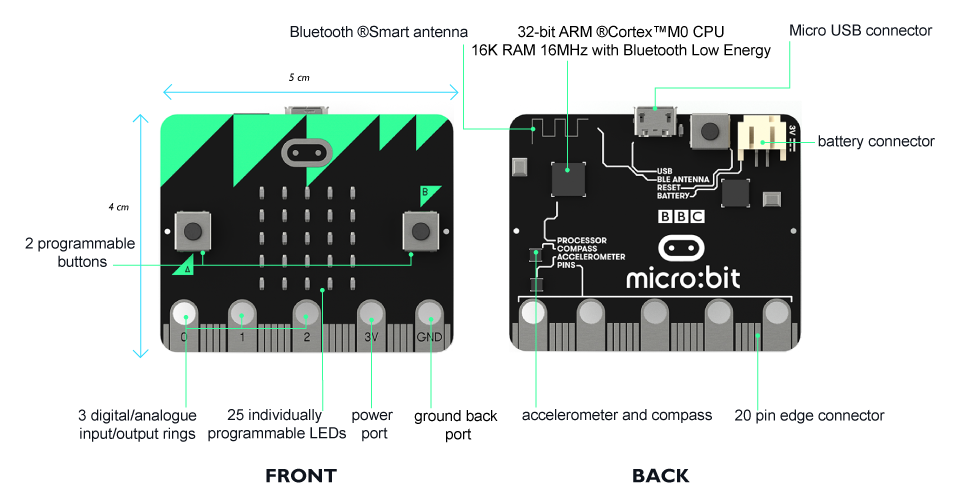 Bluetooth ®Smart antenna
32-bit ARM ®Cortex™M0 CPU
16K RAM 16MHz with Bluetooth Low Energy
Micro USB connector
5 cm
4 cm
battery connector
3V
B
A
2 programmable
buttons
USB
BLE ANTENNA
RESET
BATTERY
BBC
PROCESSOR
COMPASS
ACCELEROMETER
PINS
micro:bit
0
1
2
3V
GND
3 digital/analogue
input/output rings
25 individually
programmable LEDs
power
port
ground back
port
accelerometer and compass
20 pin edge connector
FRONT
BACK